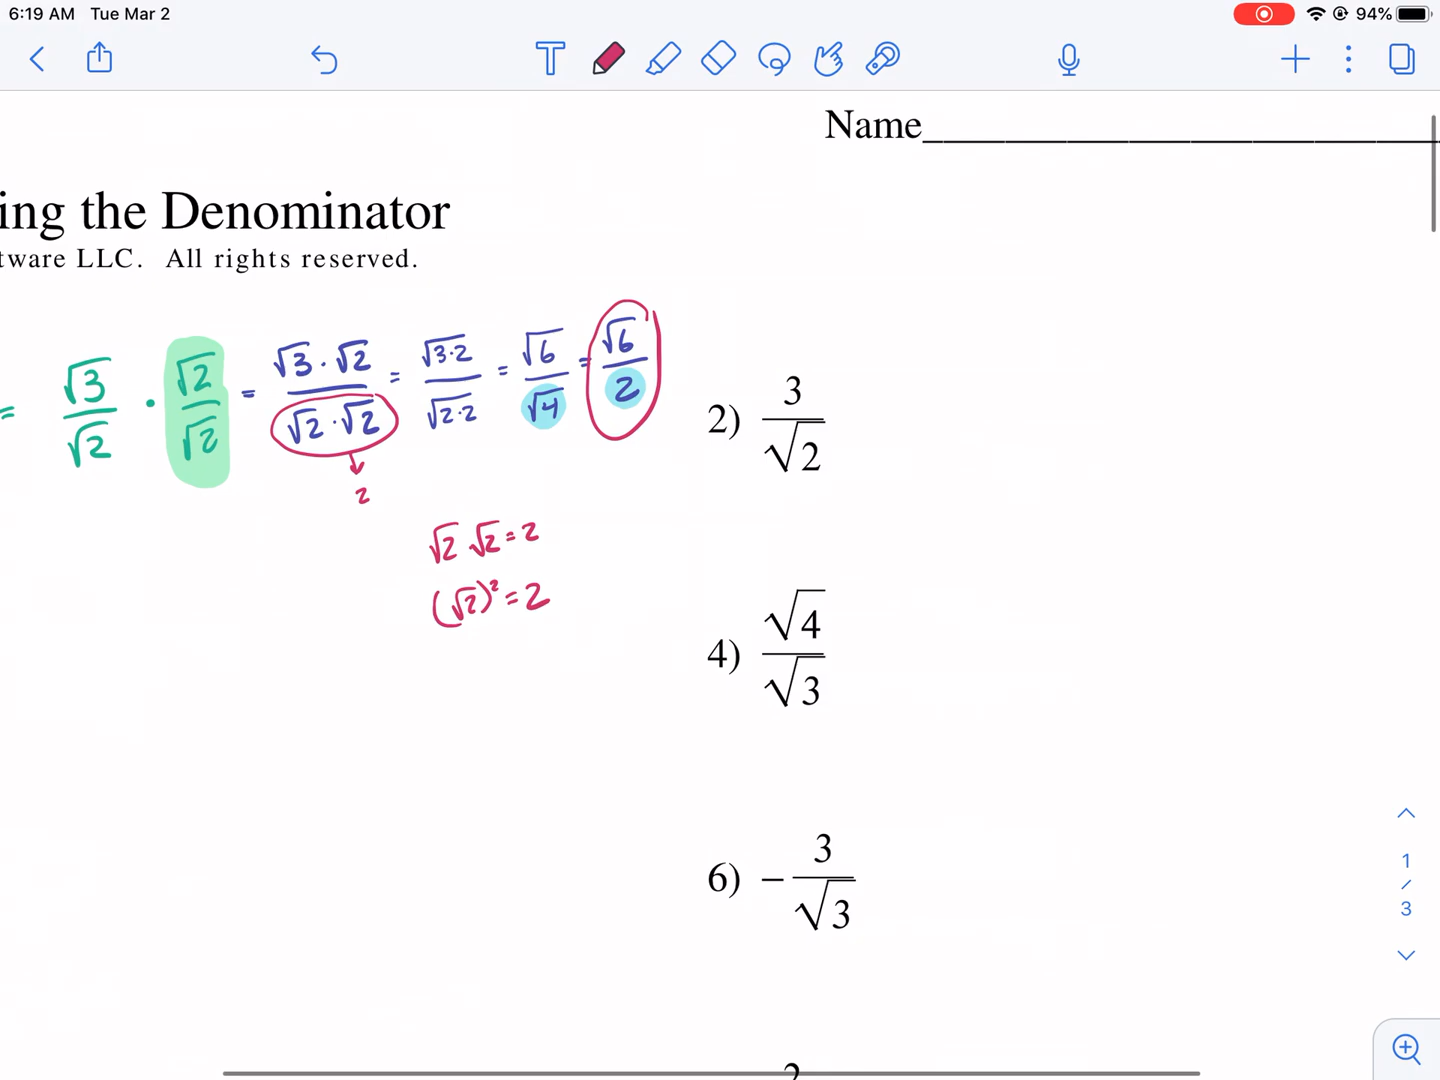 6:19 AM Tue Mar 2 94%
Name
ing the Denominator
tware LLC. All rights reserved.
= √3/√2 · √2/√2 = √3·√2/√2·√2 = √3·2/√2·2 = √6/√4 = √6/2
2
√2 √2 = 2
(√2)² = 2
2) 3/√2
4) √4/√3
6) −3/√3
1
/
3